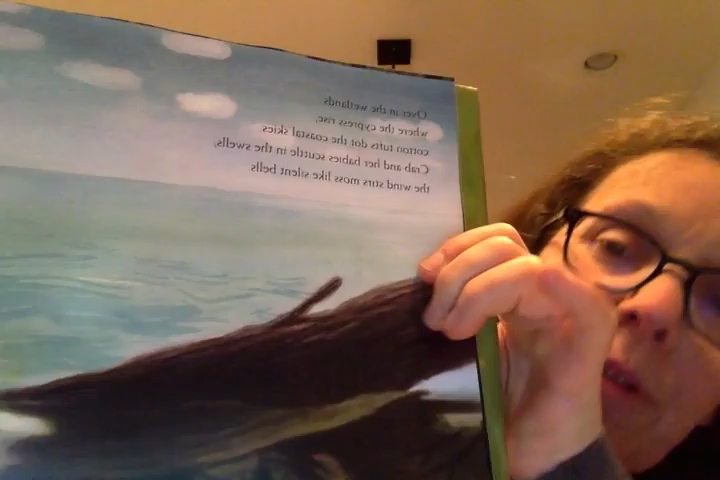 Over in the wetlands
where the cypress rise,
cotton tufts dot the coastal skies.
Crab and her babies scuttle in the swells,
the wind stirs moss like silent bells